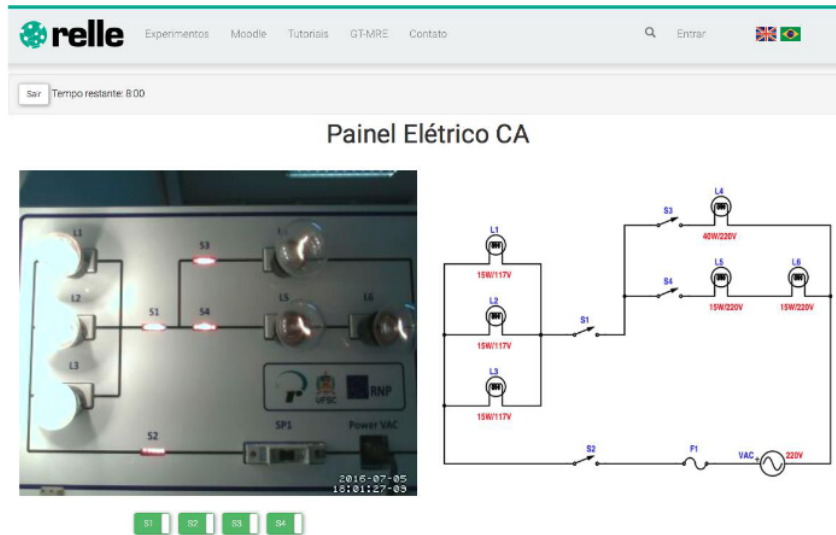 relle Experimentos Moodle Tutoriais GT-MRE Contato Entrar
Sair Tempo restante: 8:00
Painel Elétrico CA
L1
S3
L2
S1
S4
L5
L6
L3
UFSC
RNP
SP1
Power VAC
S2
2016-07-05
18:01:27-03
L4
S3
40W/220V
L1
15W/117V
S4
L5
L6
15W/220V
15W/220V
L2
S1
15W/117V
L3
15W/117V
S2
F1
VAC
+
220V
S1 S2 S3 S4